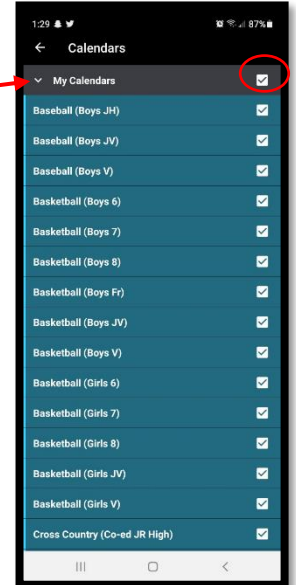 1:29 87%
Calendars
My Calendars
Baseball (Boys JH)
Baseball (Boys JV)
Baseball (Boys V)
Basketball (Boys 6)
Basketball (Boys 7)
Basketball (Boys 8)
Basketball (Boys Fr)
Basketball (Boys JV)
Basketball (Boys V)
Basketball (Girls 6)
Basketball (Girls 7)
Basketball (Girls 8)
Basketball (Girls JV)
Basketball (Girls V)
Cross Country (Co-ed JR High)